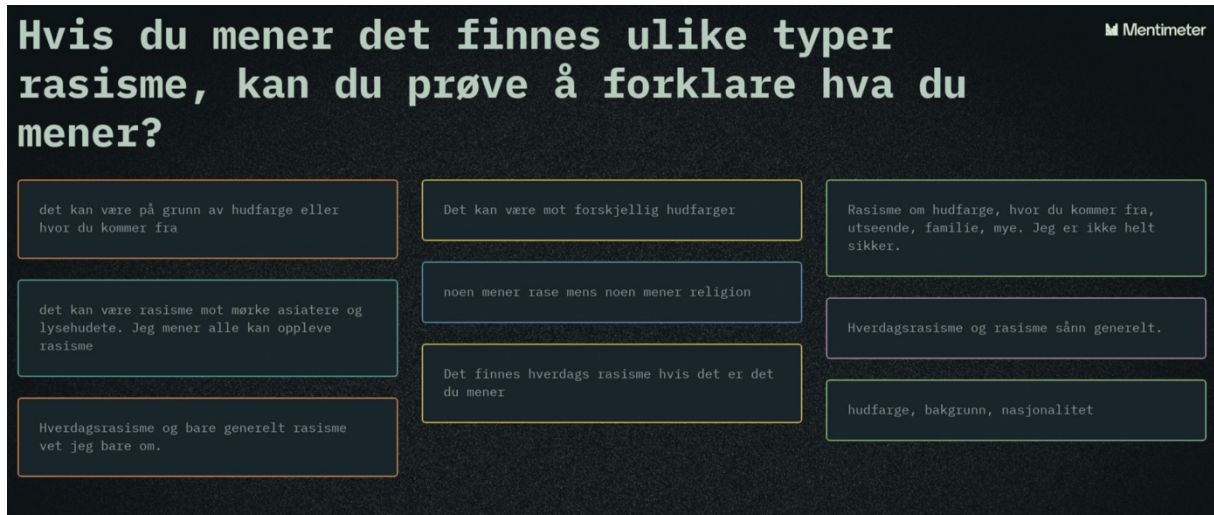 Hvis du mener det finnes ulike typer
rasisme, kan du prøve å forklare hva du
mener?
Mentimeter
det kan være på grunn av hudfarge eller
hvor du kommer fra
det kan være rasisme mot mørke asiatere og
lysehudete. Jeg mener alle kan oppleve
rasisme
Hverdagsrasisme og bare generelt rasisme
vet jeg bare om.
Det kan være mot forskjellig hudfarger
noen mener rase mens noen mener religion
Det finnes hverdags rasisme hvis det er det
du mener
Rasisme om hudfarge, hvor du kommer fra,
utseende, familie, mye. Jeg er ikke helt
sikker.
Hverdagsrasisme og rasisme sånn generelt.
hudfarge, bakgrunn, nasjonalitet